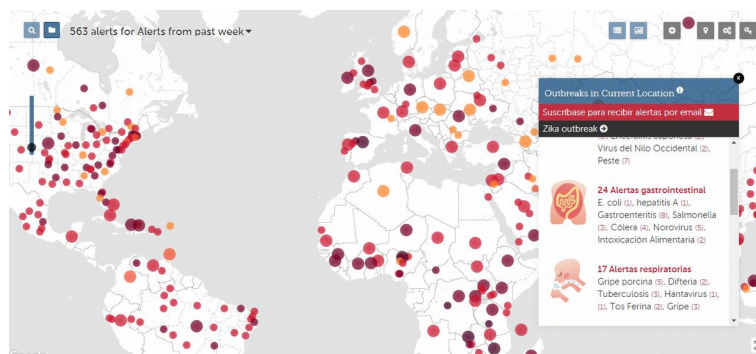 563 alerts for Alerts from past week
Outbreaks in Current Location
Suscríbase para recibir alertas por email
Zika outbreak
Virus del Nilo Occidental (2),
Peste (7)
24 Alertas gastrointestinal
E. coli (1), hepatitis A (1),
Gastroenteritis (8), Salmonella
(3), Cólera (4), Norovirus (5),
Intoxicación Alimentaria (2)
17 Alertas respiratorias
Gripe porcina (5), Difteria (2),
Tuberculosis (3), Hantavirus (1),
(1), Tos Ferina (2), Gripe (3)